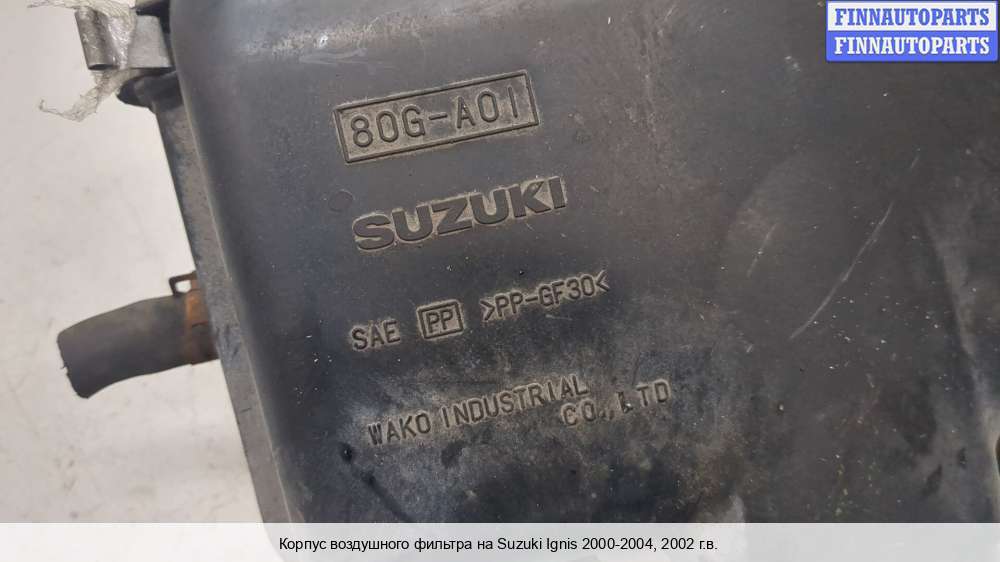 FINNAUTOPARTS
FINNAUTOPARTS
80G-A01
SUZUKI
SAE PP >PP-GF30<
WAKO INDUSTRIAL
CO., LTD
Корпус воздушного фильтра на Suzuki Ignis 2000-2004, 2002 г.в.